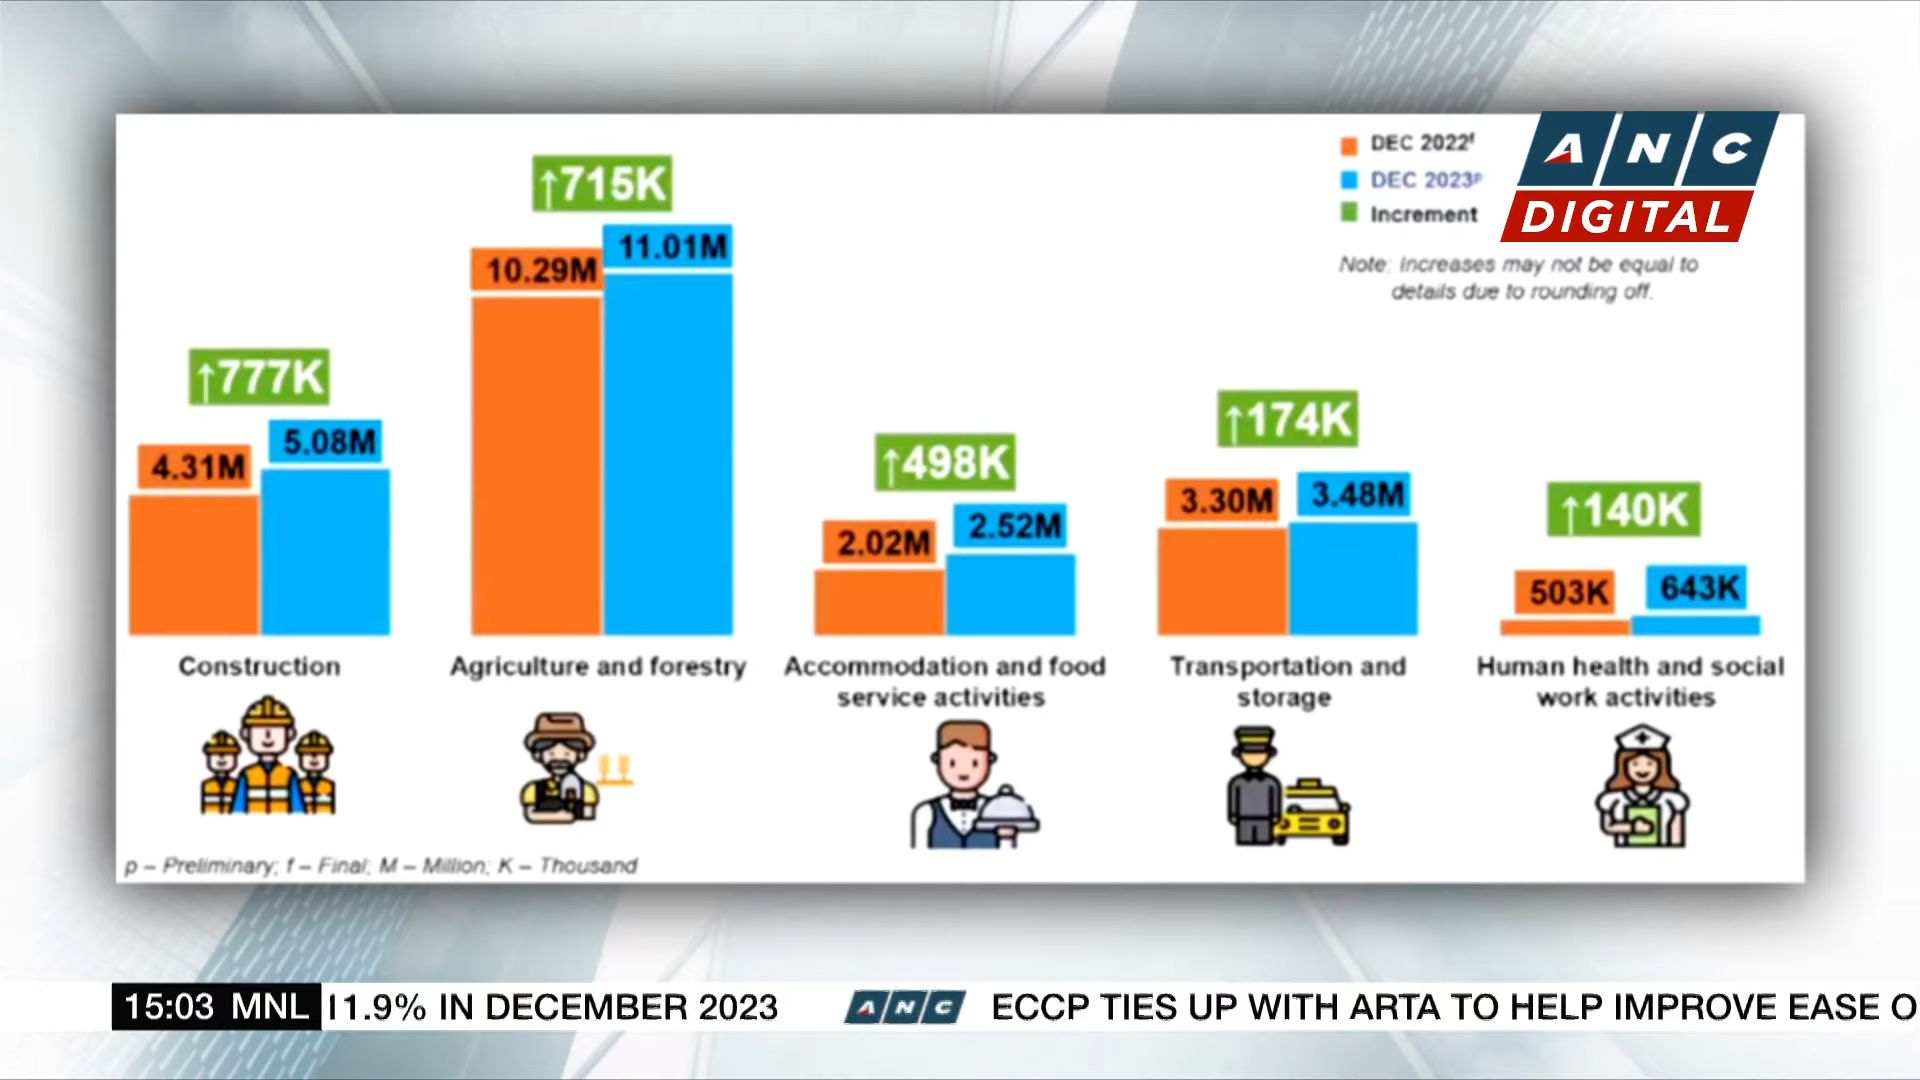 ANC
DIGITAL
DEC 2022f
DEC 2023p
Increment
Note: Increases may not be equal to
details due to rounding off.
↑777K
4.31M
5.08M
Construction
↑715K
10.29M
11.01M
Agriculture and forestry
↑498K
2.02M
2.52M
Accommodation and food
service activities
↑174K
3.30M
3.48M
Transportation and
storage
↑140K
503K
643K
Human health and social
work activities
p – Preliminary; f – Final; M – Million; K – Thousand
15:03 MNL
11.9% IN DECEMBER 2023 ANC ECCP TIES UP WITH ARTA TO HELP IMPROVE EASE O